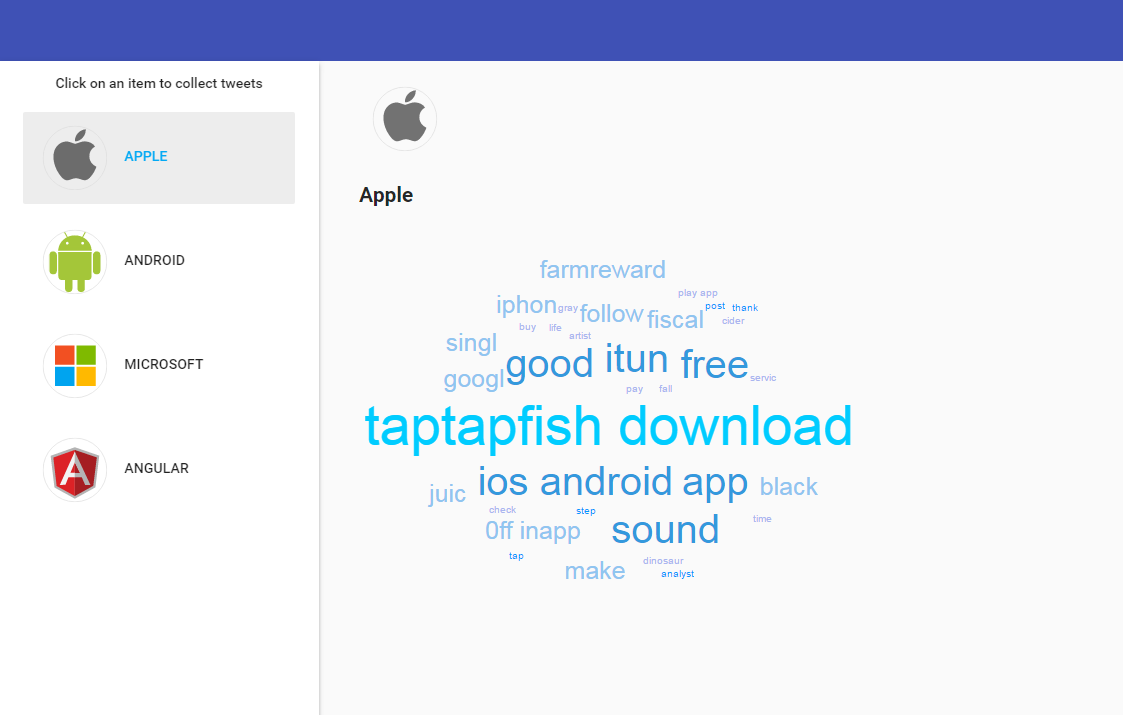 Click on an item to collect tweets
APPLE
ANDROID
MICROSOFT
ANGULAR
Apple
farmreward
play app
iphon gray follow fiscal post thank
cider
buy life
artist
singl
good itun free
googl
servic
pay fall
taptapfish download
ios android app
juic
black
check
step
time
0ff inapp
sound
tap
dinosaur
make
analyst